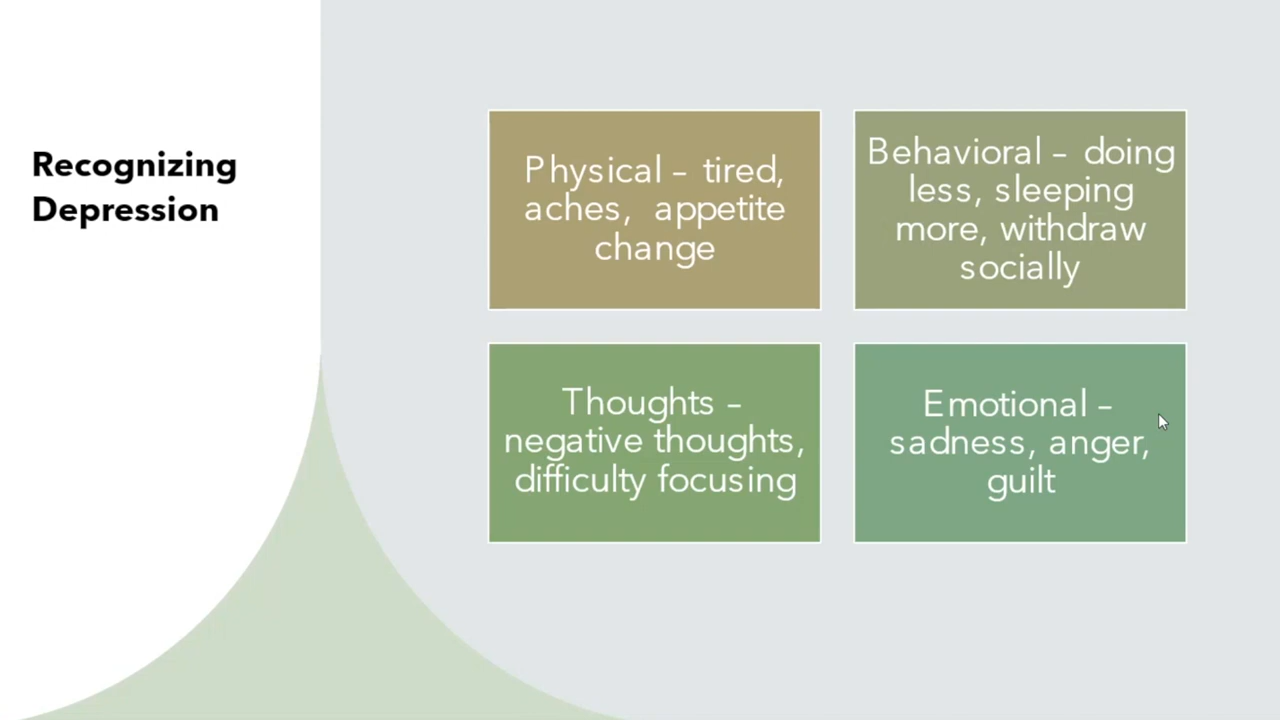 Recognizing
Depression
Physical – tired,
aches, appetite
change
Behavioral – doing
less, sleeping
more, withdraw
socially
Thoughts –
negative thoughts,
difficulty focusing
Emotional –
sadness, anger,
guilt